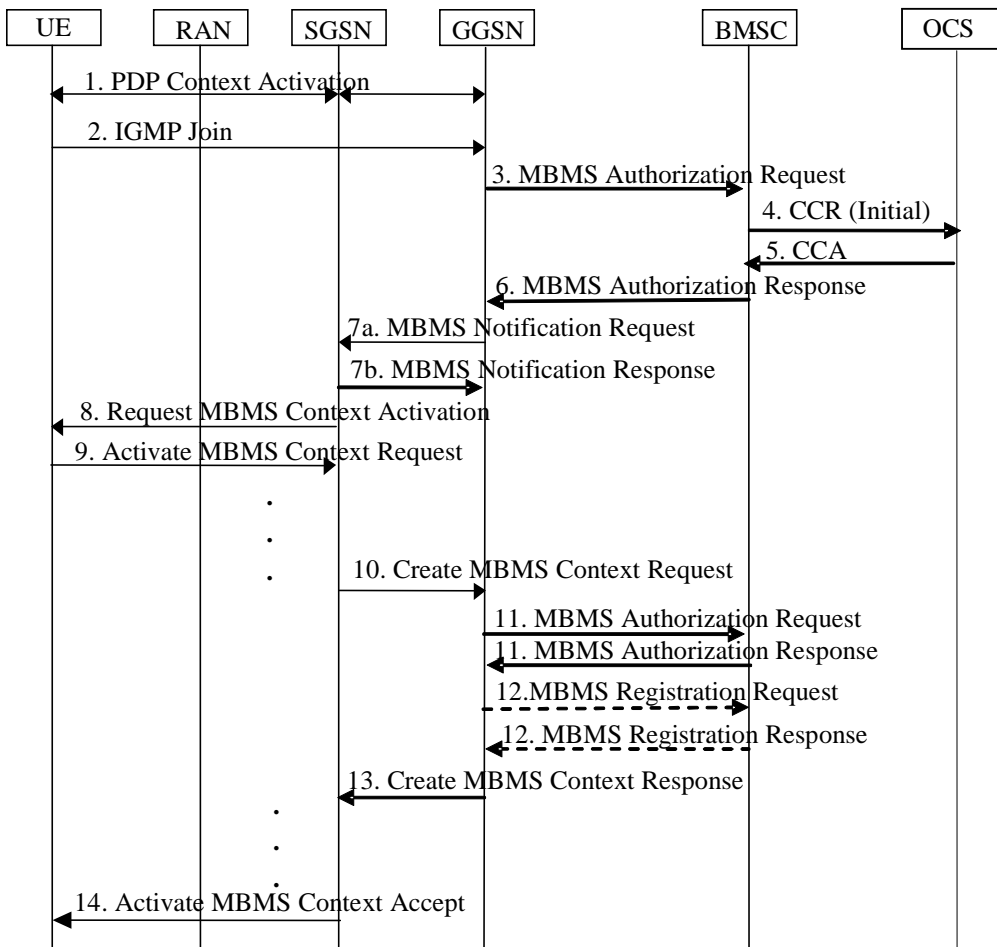 UE RAN SGSN GGSN BMSC OCS
1. PDP Context Activation
2. IGMP Join
3. MBMS Authorization Request
4. CCR (Initial)
5. CCA
6. MBMS Authorization Response
7a. MBMS Notification Request
7b. MBMS Notification Response
8. Request MBMS Context Activation
9. Activate MBMS Context Request
.
.
.
10. Create MBMS Context Request
11. MBMS Authorization Request
11. MBMS Authorization Response
12.MBMS Registration Request
12. MBMS Registration Response
13. Create MBMS Context Response
.
.
.
14. Activate MBMS Context Accept